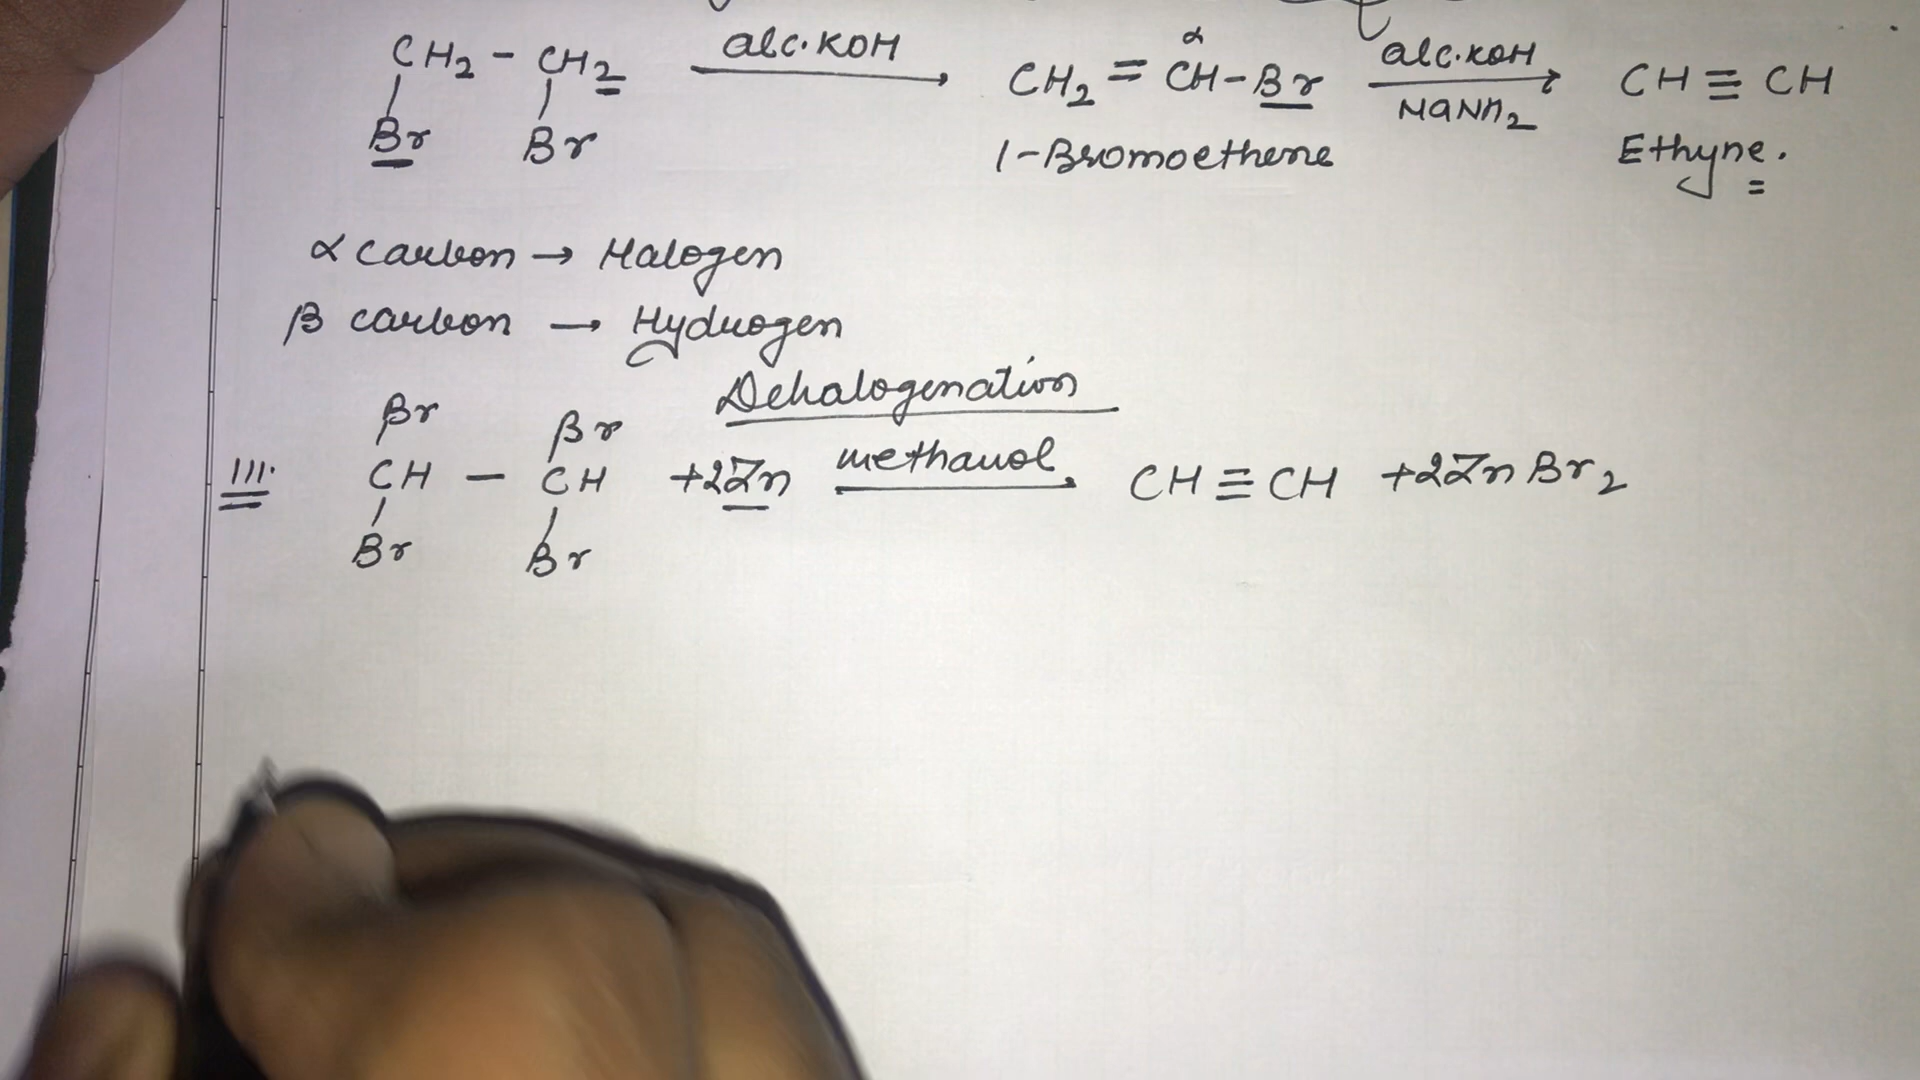 CH2 - CH2 alc.KOH CH2 = CH-Br alc.KOH CH ≡ CH
α
Br Br NaNH2
1-Bromoethene Ethyne.
α carbon → Halogen
β carbon → Hydrogen
Dehalogenation
Br Br
III. CH - CH +2Zn methanol CH ≡ CH +2ZnBr2
Br Br